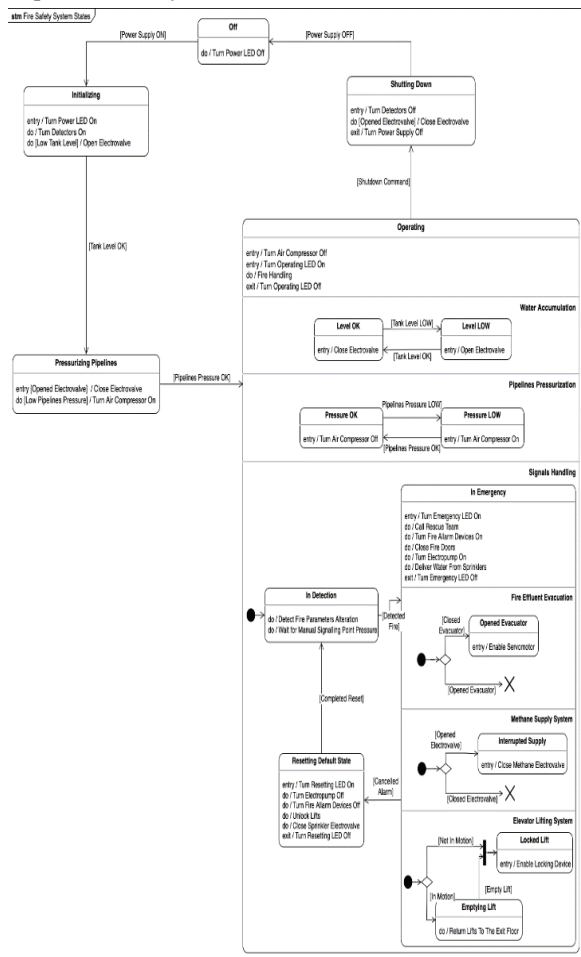 stm Fire Safety System States
Off
do / Turn Power LED Off
[Power Supply ON]
[Power Supply OFF]
Initializing
entry / Turn Power LED On
do / Turn Detectors On
do [Low Tank Level] / Open Electrovalve
Shutting Down
entry / Turn Detectors Off
do [Opened Electrovalve] / Close Electrovalve
exit / Turn Power Supply Off
[Shutdown Command]
[Tank Level OK]
Operating
entry / Turn Air Compressor Off
entry / Turn Operating LED On
do / Fire Handling
exit / Turn Operating LED Off
Water Accumulation
Level OK
entry / Close Electrovalve
[Tank Level LOW]
[Tank Level OK]
Level LOW
entry / Open Electrovalve
Pressurizing Pipelines
entry [Opened Electrovalve] / Close Electrovalve
do [Low Pipelines Pressure] / Turn Air Compressor On
[Pipelines Pressure OK]
Pipelines Pressurization
Pressure OK
entry / Turn Air Compressor Off
Pipelines Pressure LOW]
[Pipelines Pressure OK]
Pressure LOW
entry / Turn Air Compressor On
Signals Handling
In Emergency
entry / Turn Emergency LED On
do / Call Rescue Team
do / Turn Fire Alarm Devices On
do / Close Fire Doors
do / Turn Electropump On
do / Deliver Water From Sprinklers
exit / Turn Emergency LED Off
In Detection
do / Detect Fire Parameters Alteration
do / Wait for Manual Signaling Point Pressure
[Detected
Fire]
Fire Effluent Evacuation
[Closed
Evacuator]
Opened Evacuator
entry / Enable Servomotor
[Opened Evacuator]
[Completed Reset]
Methane Supply System
[Opened
Electrovalve]
Interrupted Supply
entry / Close Methane Electrovalve
[Closed Electrovalve]
Resetting Default State
entry / Turn Resetting LED On
do / Turn Electropump Off
do / Turn Fire Alarm Devices Off
do / Unlock Lifts
do / Close Sprinkler Electrovalve
exit / Turn Resetting LED Off
[Cancelled
Alarm]
Elevator Lifting System
[Not In Motion]
Locked Lift
entry / Enable Locking Device
[Empty Lift]
[In Motion]
Emptying Lift
do / Return Lifts To The Exit Floor